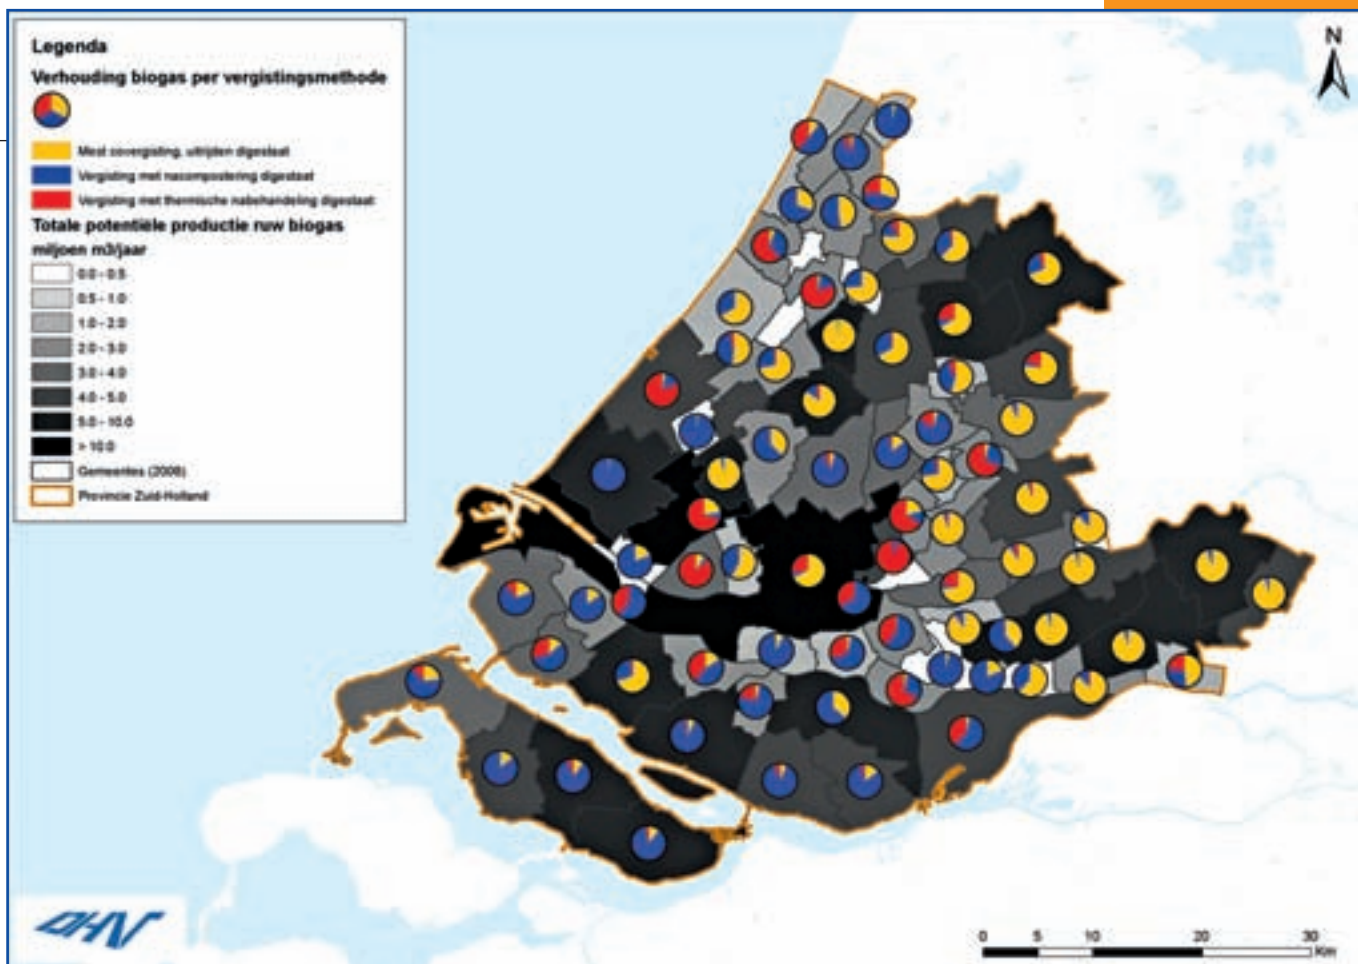 Legenda
Verhouding biogas per vergistingsmethode
Mest covergisting, uitrijden digestaat
Vergisting met nacompostering digestaat
Vergisting met thermische nabehandeling digestaat
Totale potentiële productie ruw biogas
miljoen m3/jaar
0.0 - 0.5
0.5 - 1.0
1.0 - 2.0
2.0 - 3.0
3.0 - 4.0
4.0 - 5.0
5.0 - 10.0
> 10.0
Gemeentes (2008)
Provincie Zuid-Holland
N
DHV
0 5 10 20 30
Km